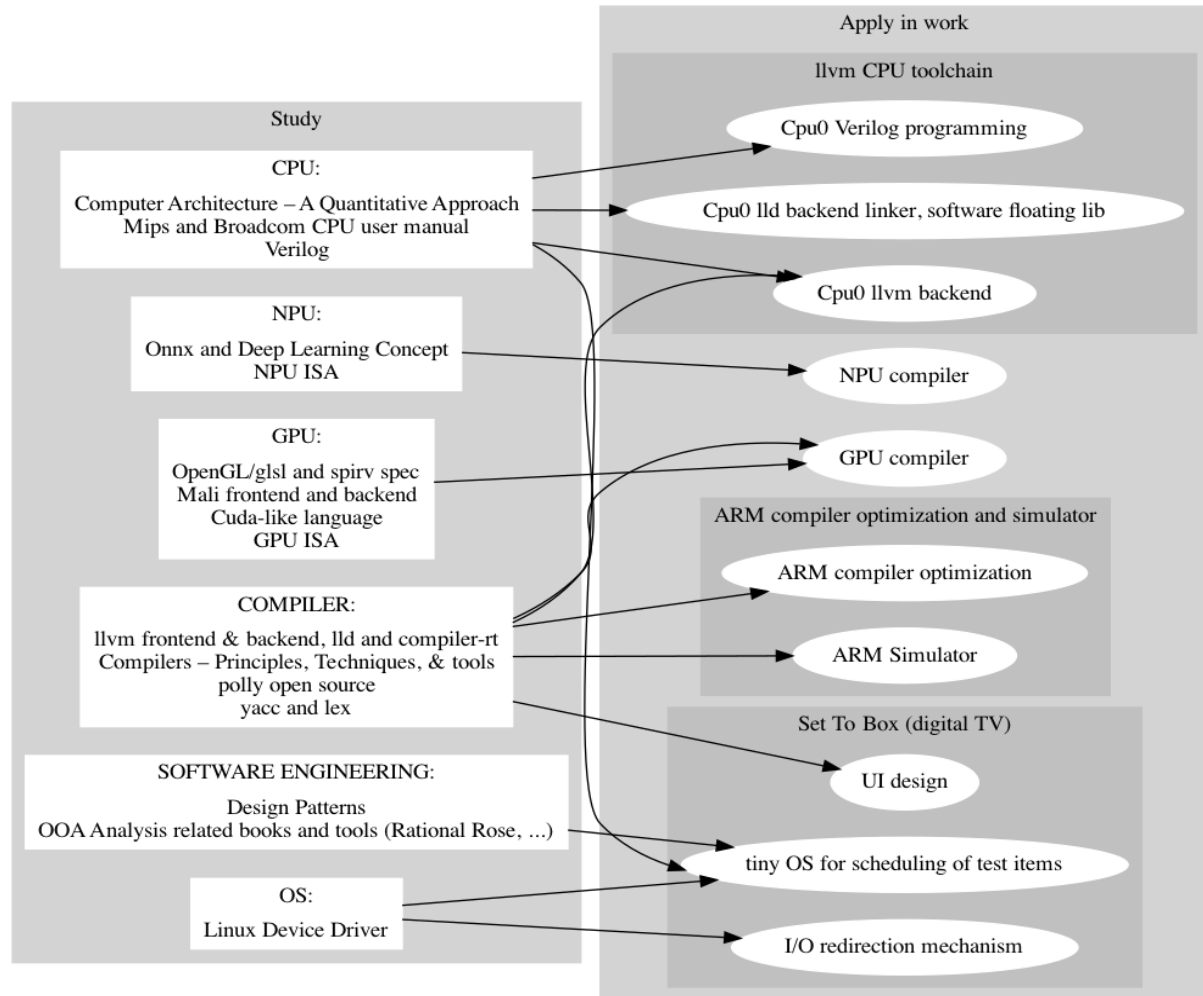 Study
CPU:
Computer Architecture – A Quantitative Approach
Mips and Broadcom CPU user manual
Verilog
NPU:
Onnx and Deep Learning Concept
NPU ISA
GPU:
OpenGL/glsl and spirv spec
Mali frontend and backend
Cuda-like language
GPU ISA
COMPILER:
llvm frontend & backend, lld and compiler-rt
Compilers – Principles, Techniques, & tools
polly open source
yacc and lex
SOFTWARE ENGINEERING:
Design Patterns
OOA Analysis related books and tools (Rational Rose, ...)
OS:
Linux Device Driver
Apply in work
llvm CPU toolchain
Cpu0 Verilog programming
Cpu0 lld backend linker, software floating lib
Cpu0 llvm backend
NPU compiler
GPU compiler
ARM compiler optimization and simulator
ARM compiler optimization
ARM Simulator
Set To Box (digital TV)
UI design
tiny OS for scheduling of test items
I/O redirection mechanism